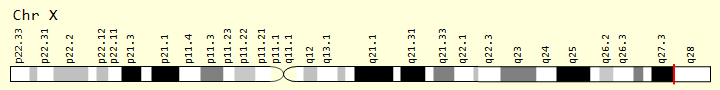 Chr X
p22.33
p22.31
p22.2
p22.12
p22.11
p21.3
p21.1
p11.4
p11.3
p11.23
p11.22
p11.21
p11.1
q11.1
q12
q13.1
q21.1
q21.31
q21.33
q22.1
q22.3
q23
q24
q25
q26.2
q26.3
q27.3
q28